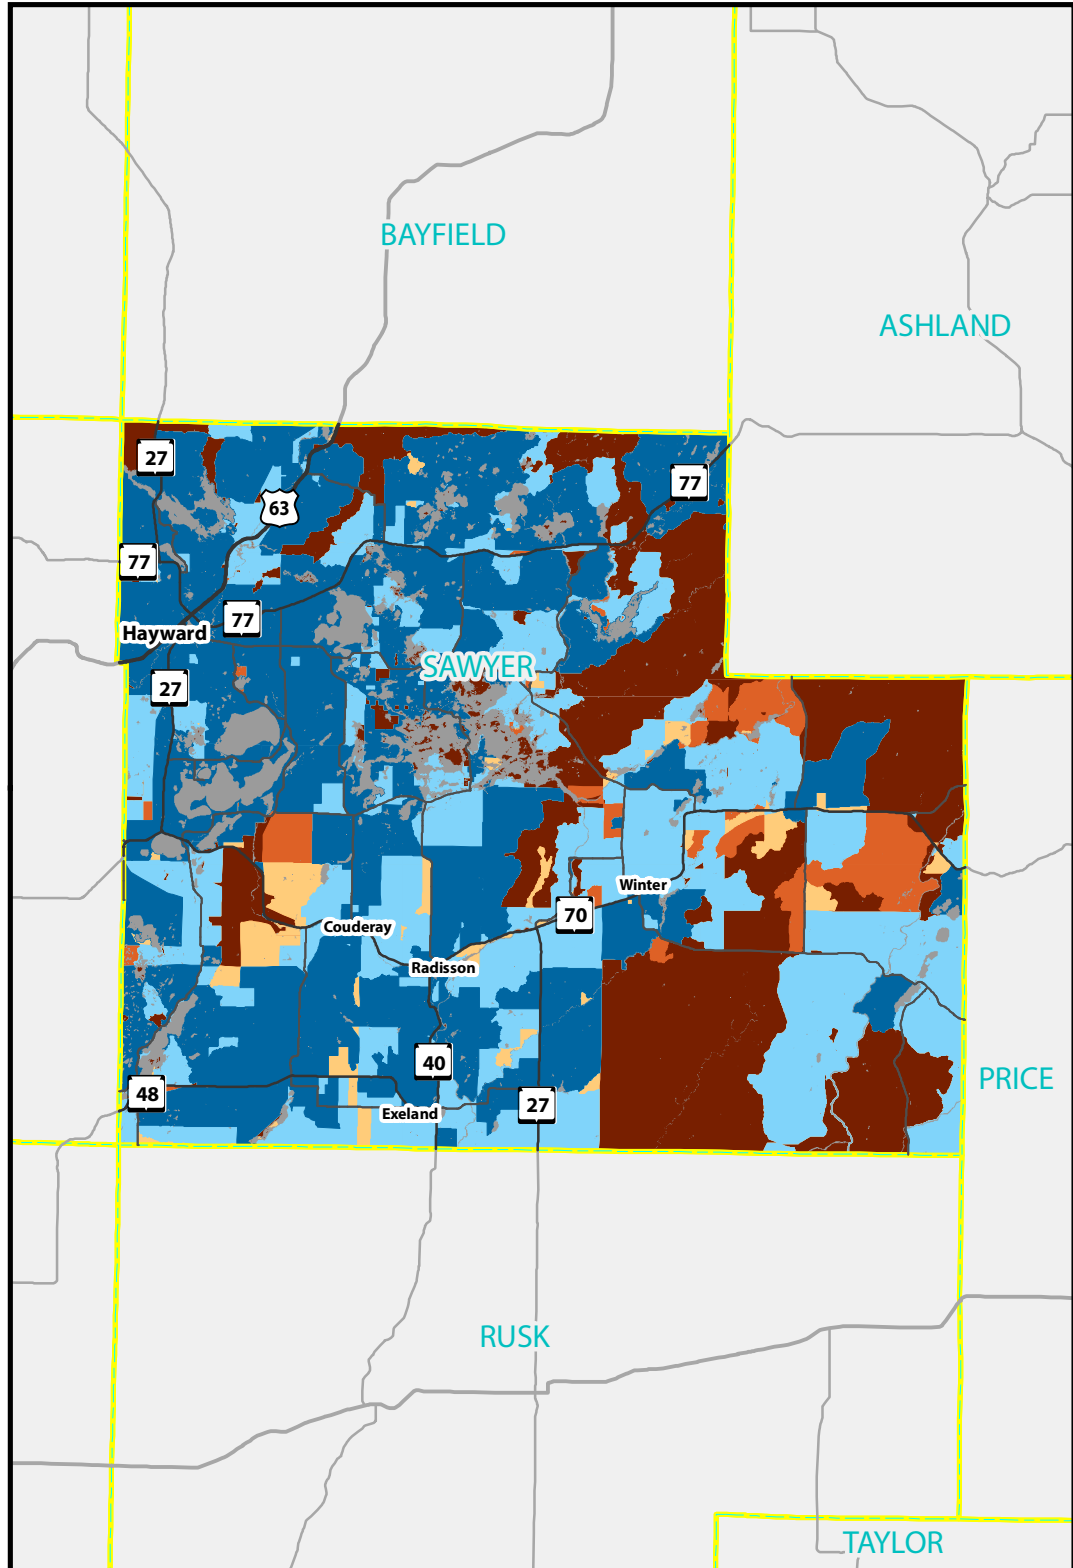 BAYFIELD
ASHLAND
27
77
63
77
77
Hayward
SAWYER
27
Winter
70
Couderay
Radisson
40
48
27
Exeland
PRICE
RUSK
TAYLOR